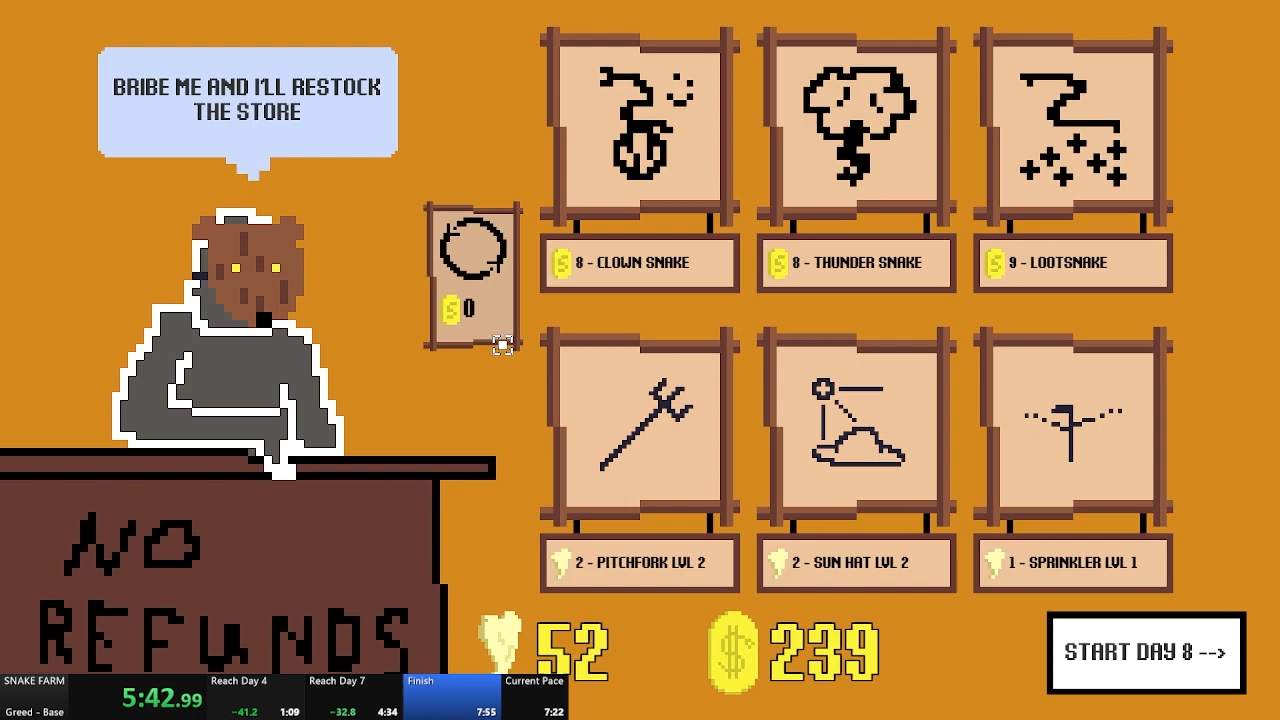 BRIBE ME AND I'LL RESTOCK
THE STORE
0
8 - CLOWN SNAKE
8 - THUNDER SNAKE
9 - LOOTSNAKE
2 - PITCHFORK LVL 2
2 - SUN HAT LVL 2
1 - SPRINKLER LVL 1
NO
REFUNDS
52
239
START DAY 8 -->
SNAKE FARM
Greed - Base
5:42.99
Reach Day 4
-41.2 1:09
Reach Day 7
-32.8 4:34
Finish
7:55
Current Pace
7:22